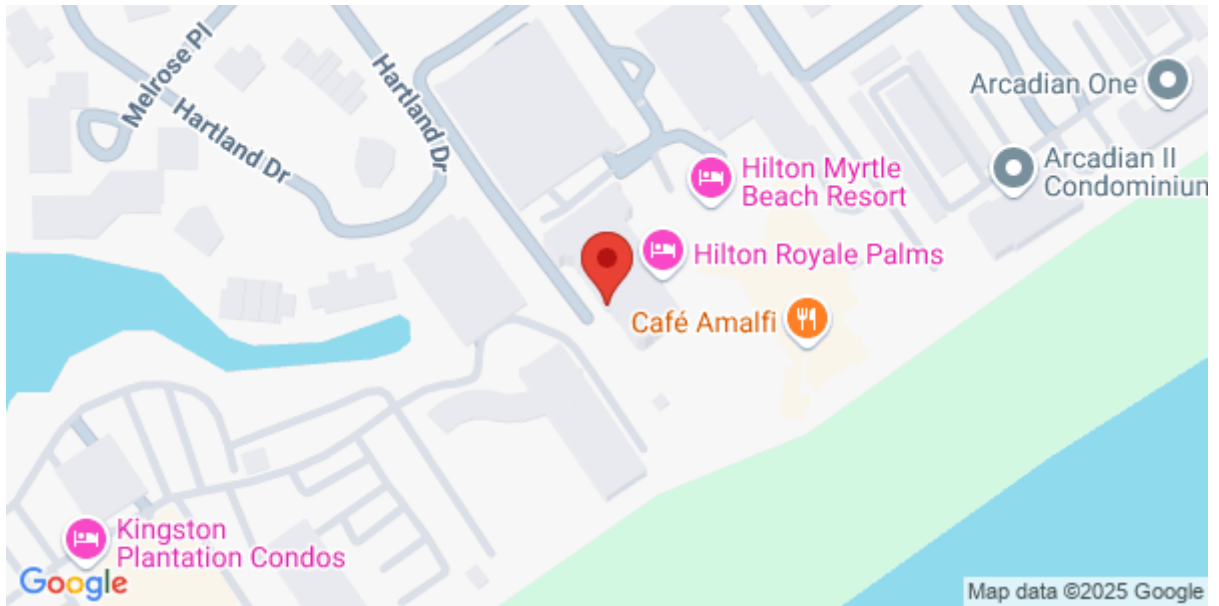 Melrose Pl
Hartland Dr
Hartland Dr
Arcadian One
Arcadian II
Condominium
Hilton Myrtle
Beach Resort
Hilton Royale Palms
Café Amalfi
Kingston
Plantation Condos
Google
Map data ©2025 Google